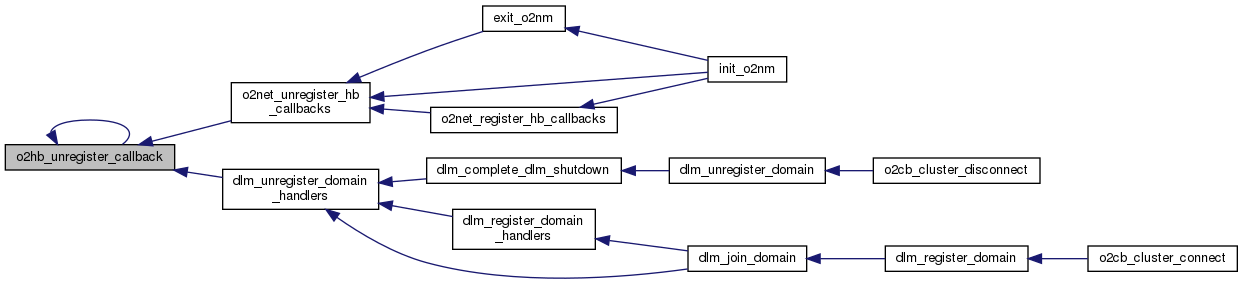 exit_o2nm
init_o2nm
o2net_unregister_hb
_callbacks
o2net_register_hb_callbacks
o2hb_unregister_callback
dlm_unregister_domain
_handlers
dlm_complete_dlm_shutdown
dlm_unregister_domain
o2cb_cluster_disconnect
dlm_register_domain
_handlers
dlm_join_domain
dlm_register_domain
o2cb_cluster_connect